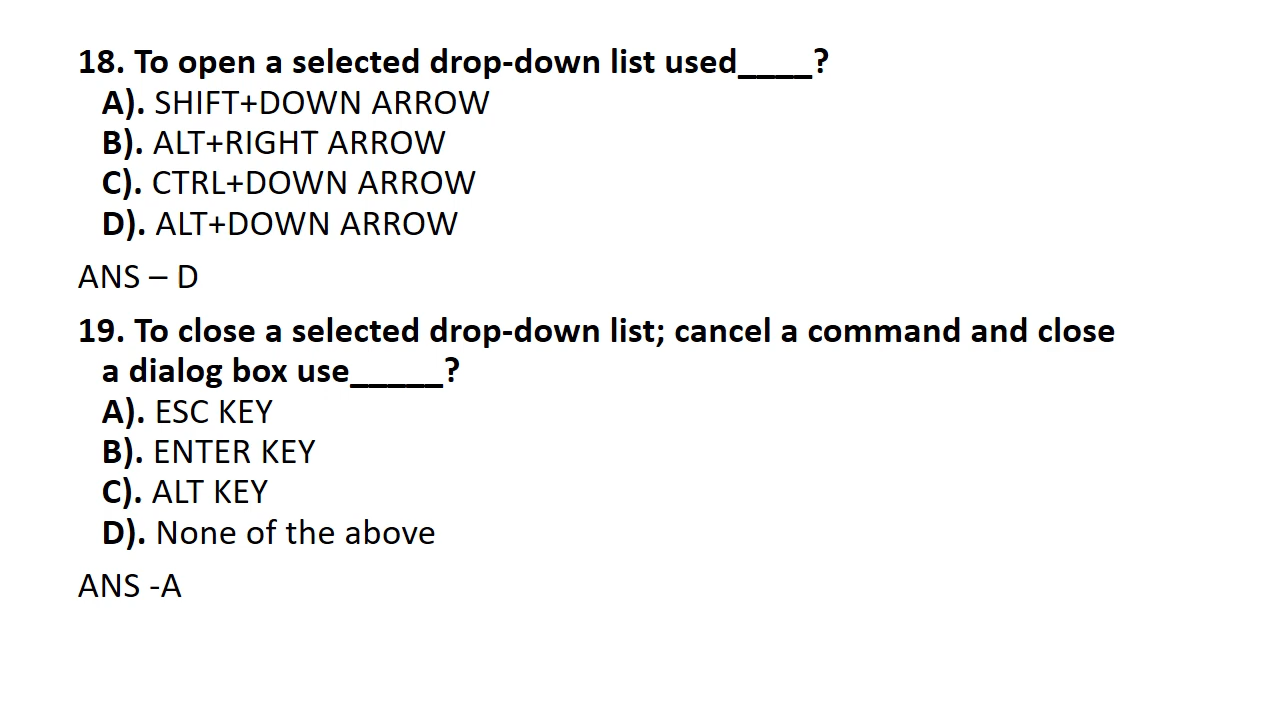 18. To open a selected drop-down list used____?
A). SHIFT+DOWN ARROW
B). ALT+RIGHT ARROW
C). CTRL+DOWN ARROW
D). ALT+DOWN ARROW
ANS – D
19. To close a selected drop-down list; cancel a command and close
a dialog box use_____?
A). ESC KEY
B). ENTER KEY
C). ALT KEY
D). None of the above
ANS -A